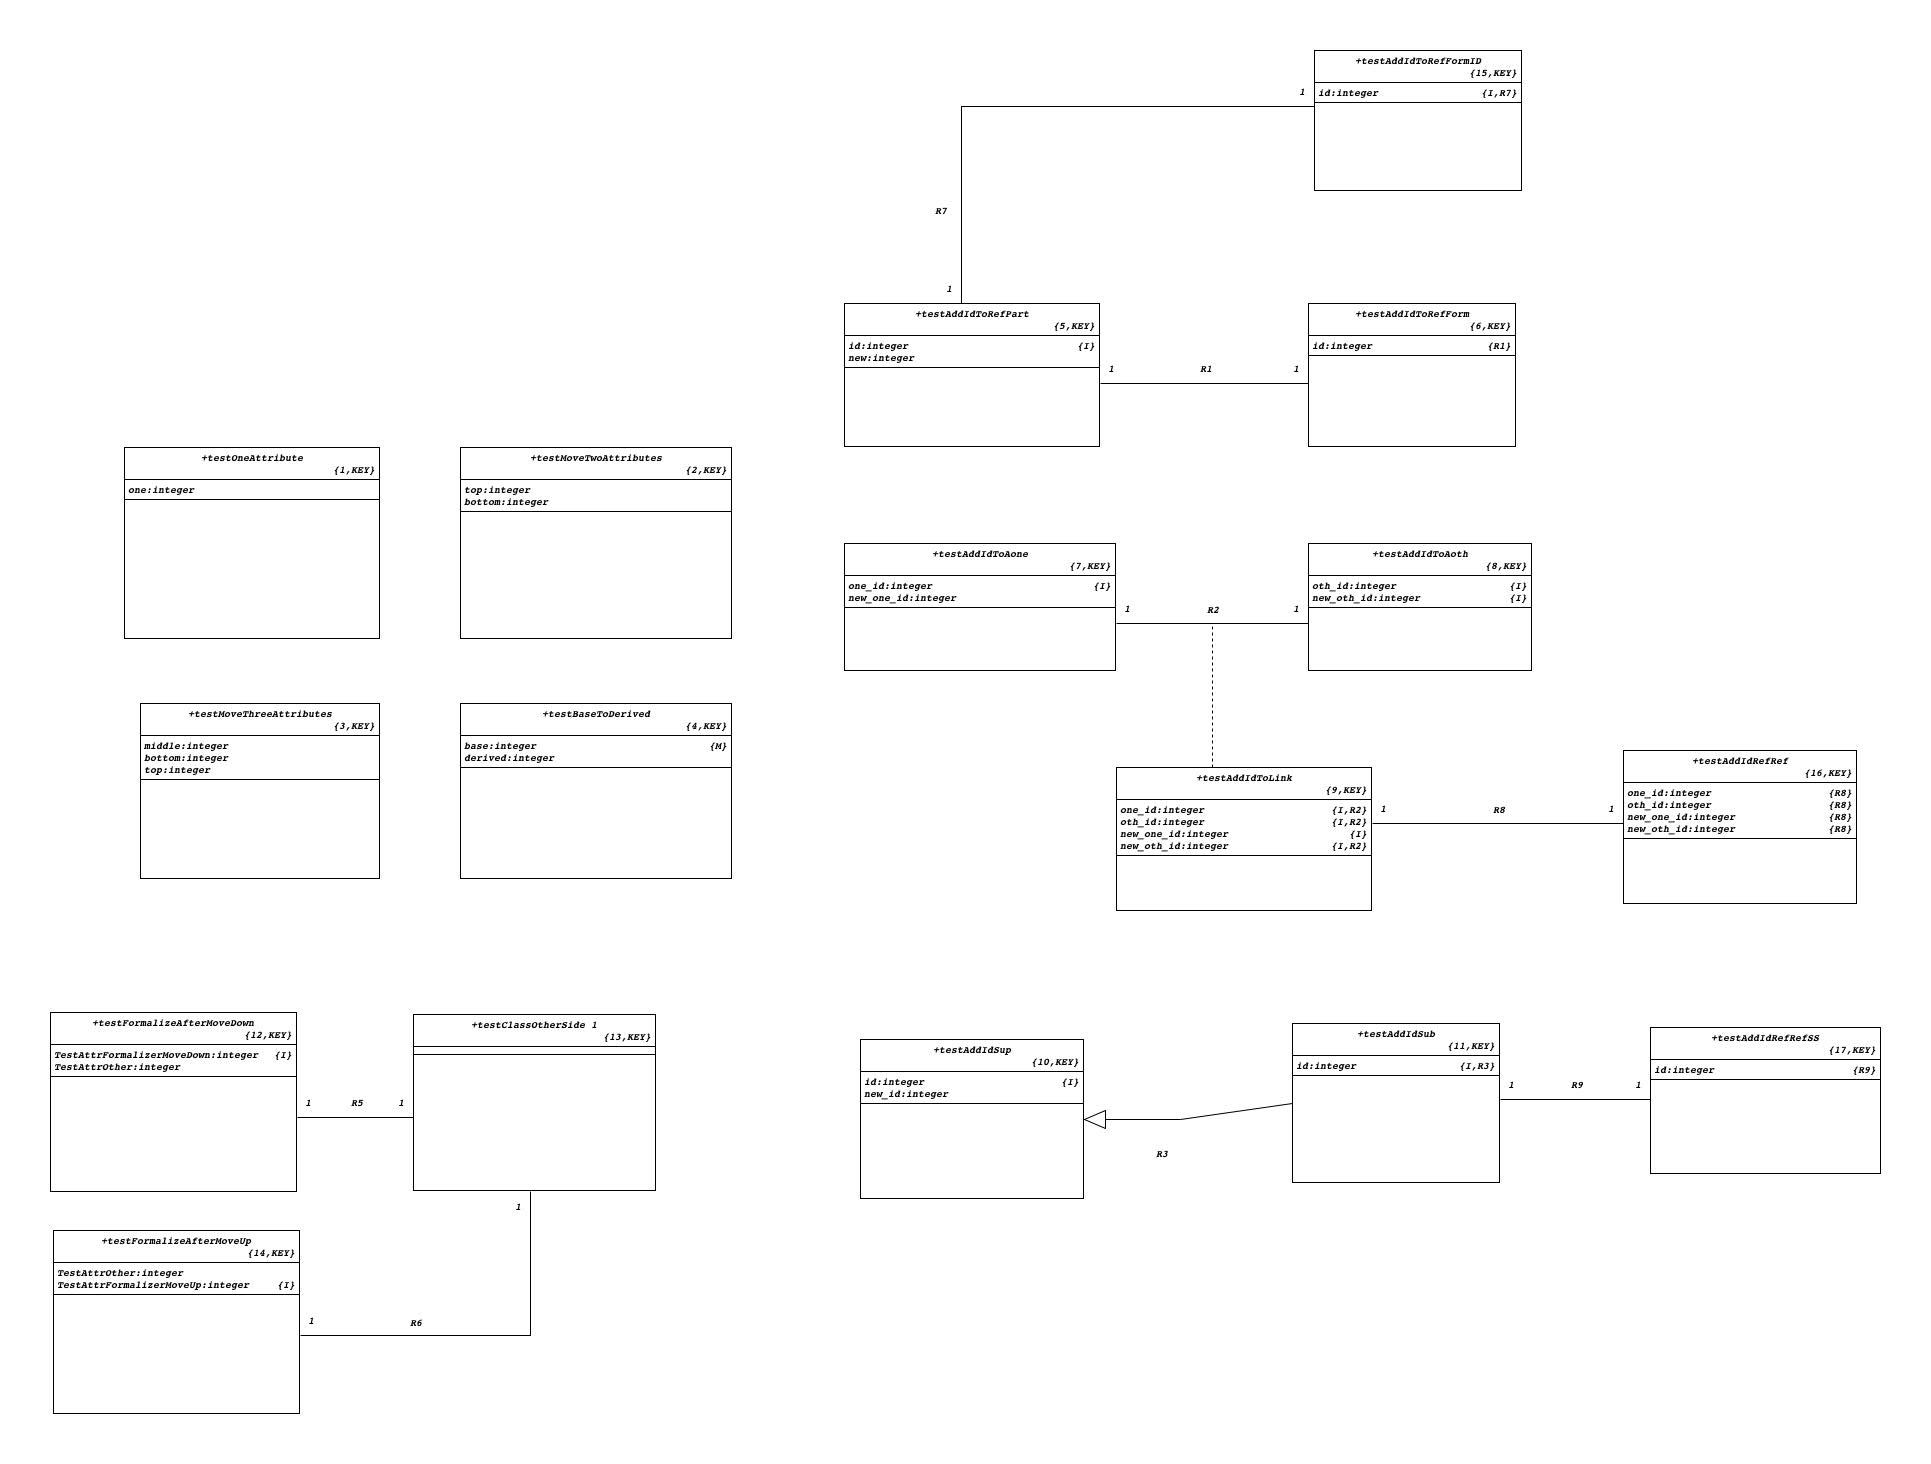 +testAddIdToRefFormID
{15,KEY}
id:integer {I,R7}
1
R7
1
+testAddIdToRefPart
{5,KEY}
id:integer {I}
new:integer
1 R1 1
+testAddIdToRefForm
{6,KEY}
id:integer {R1}
+testOneAttribute
{1,KEY}
one:integer
+testMoveTwoAttributes
{2,KEY}
top:integer
bottom:integer
+testAddIdToAone
{7,KEY}
one_id:integer {I}
new_one_id:integer
1 R2 1
+testAddIdToAoth
{8,KEY}
oth_id:integer {I}
new_oth_id:integer {I}
+testMoveThreeAttributes
{3,KEY}
middle:integer
bottom:integer
top:integer
+testBaseToDerived
{4,KEY}
base:integer {M}
derived:integer
+testAddIdToLink
{9,KEY}
one_id:integer {I,R2}
oth_id:integer {I,R2}
new_one_id:integer {I}
new_oth_id:integer {I,R2}
1 R8 1
+testAddIdRefRef
{16,KEY}
one_id:integer {R8}
oth_id:integer {R8}
new_one_id:integer {R8}
new_oth_id:integer {R8}
+testFormalizeAfterMoveDown
{12,KEY}
TestAttrFormalizerMoveDown:integer {I}
TestAttrOther:integer
1 R5 1
+testClassOtherSide 1
{13,KEY}
1
+testAddIdSup
{10,KEY}
id:integer {I}
new_id:integer
R3
+testAddIdSub
{11,KEY}
id:integer {I,R3}
1 R9 1
+testAddIdRefRefSS
{17,KEY}
id:integer {R9}
+testFormalizeAfterMoveUp
{14,KEY}
TestAttrOther:integer
TestAttrFormalizerMoveUp:integer {I}
1 R6